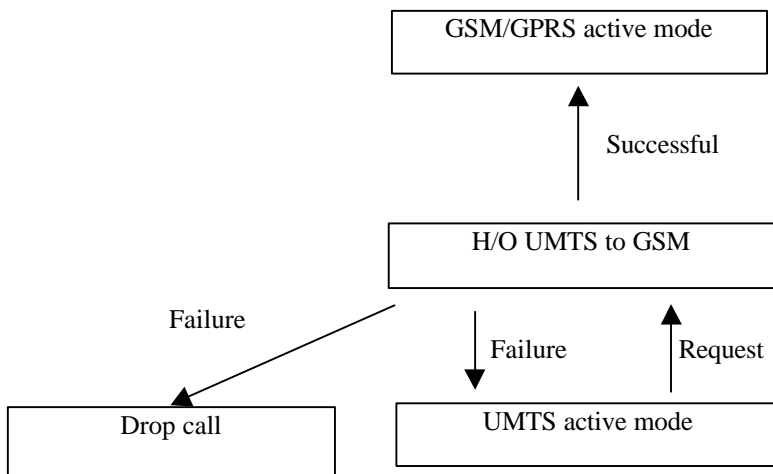 GSM/GPRS active mode
Successful
H/O UMTS to GSM
Failure
Failure
Request
Drop call
UMTS active mode